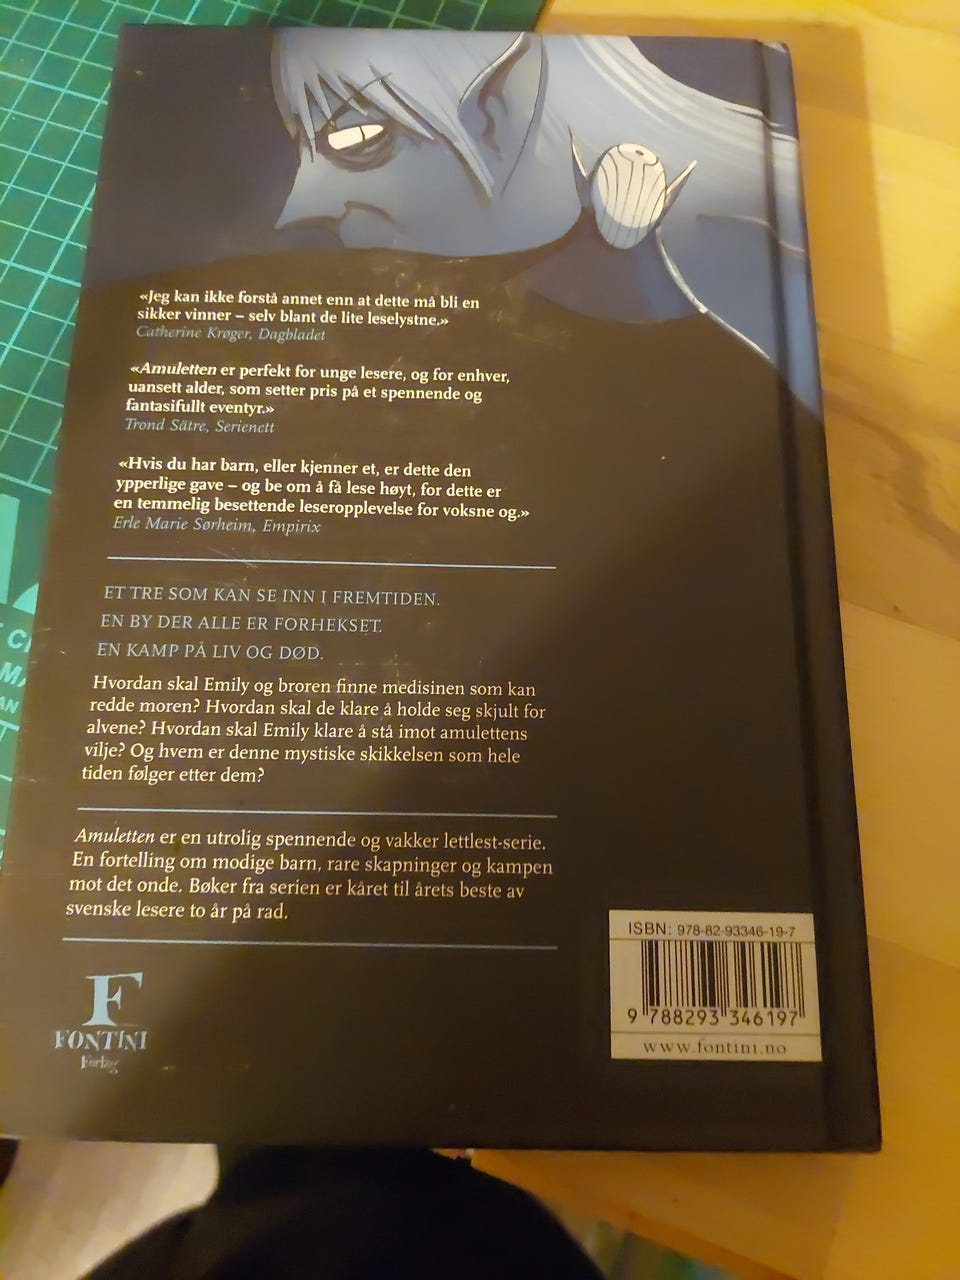 «Jeg kan ikke forstå annet enn at dette må bli en
sikker vinner – selv blant de lite leselystne.»
Catherine Krøger, Dagbladet
«Amuletten er perfekt for unge lesere, og for enhver,
uansett alder, som setter pris på et spennende og
fantasifullt eventyr.»
Trond Sätre, Serienett
«Hvis du har barn, eller kjenner et, er dette den
ypperlige gave – og be om å få lese høyt, for dette er
en temmelig besettende leseropplevelse for voksne og.»
Erle Marie Sørheim, Empirix
ET TRE SOM KAN SE INN I FREMTIDEN.
EN BY DER ALLE ER FORHEKSET.
EN KAMP PÅ LIV OG DØD.
Hvordan skal Emily og broren finne medisinen som kan
redde moren? Hvordan skal de klare å holde seg skjult for
alvene? Hvordan skal Emily klare å stå imot amulettens
vilje? Og hvem er denne mystiske skikkelsen som hele
tiden følger etter dem?
Amuletten er en utrolig spennende og vakker lettlest-serie.
En fortelling om modige barn, rare skapninger og kampen
mot det onde. Bøker fra serien er kåret til årets beste av
svenske lesere to år på rad.
F
FONTINI
Forlag
ISBN: 978-82-93346-19-7
9 788293 346197
www.fontini.no